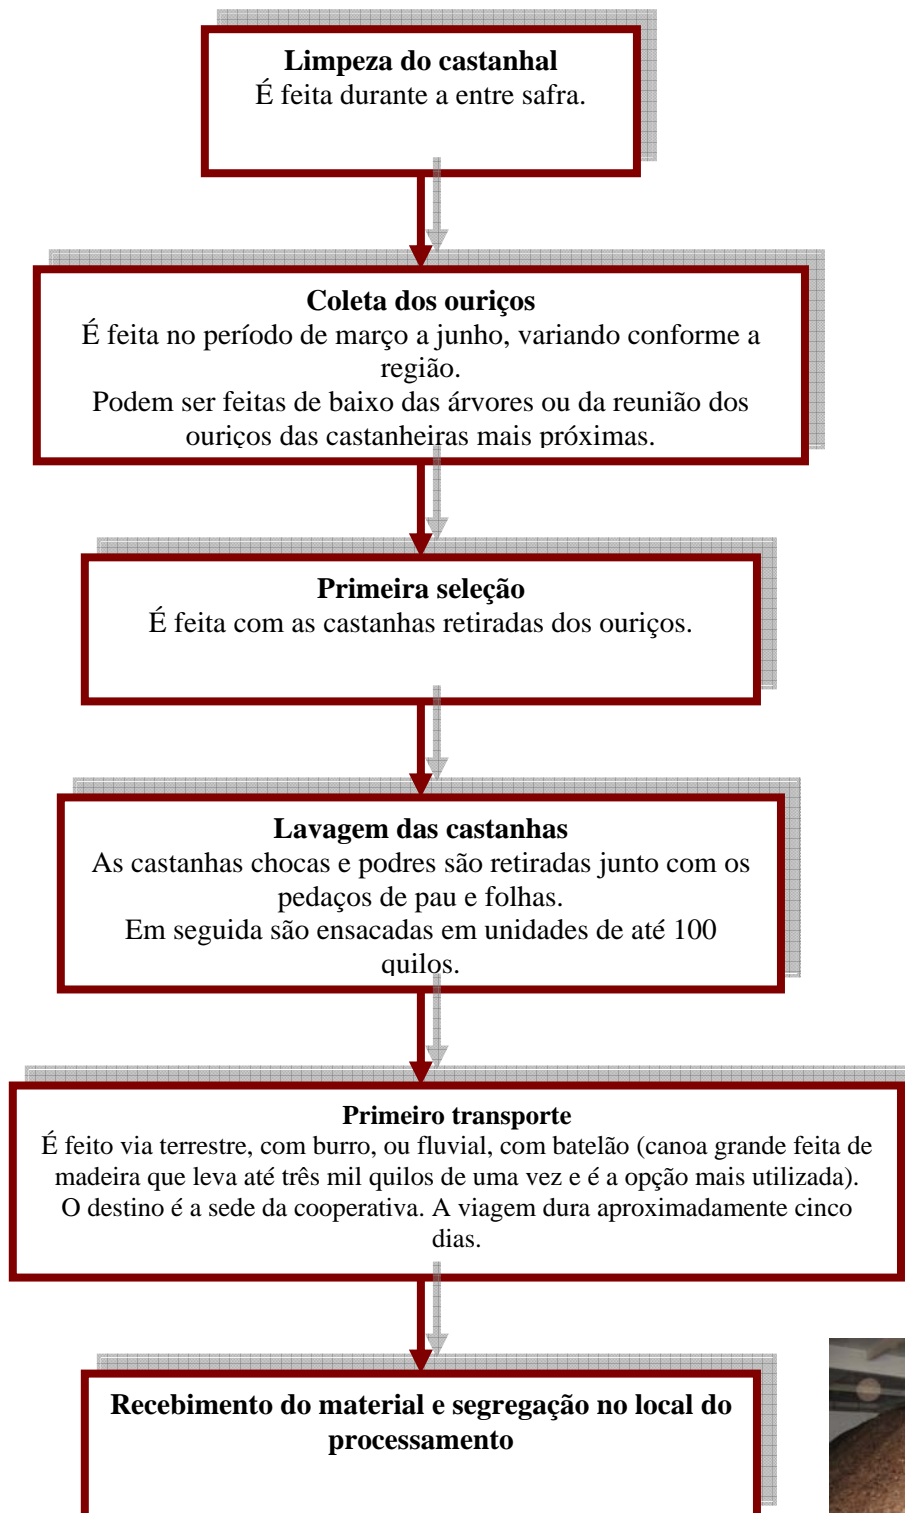 Limpeza do castanhal
É feita durante a entre safra.
Coleta dos ouriços
É feita no período de março a junho, variando conforme a
região.
Podem ser feitas de baixo das árvores ou da reunião dos
ouriços das castanheiras mais próximas.
Primeira seleção
É feita com as castanhas retiradas dos ouriços.
Lavagem das castanhas
As castanhas chocas e podres são retiradas junto com os
pedaços de pau e folhas.
Em seguida são ensacadas em unidades de até 100
quilos.
Primeiro transporte
É feito via terrestre, com burro, ou fluvial, com batelão (canoa grande feita de
madeira que leva até três mil quilos de uma vez e é a opção mais utilizada).
O destino é a sede da cooperativa. A viagem dura aproximadamente cinco
dias.
Recebimento do material e segregação no local do
processamento